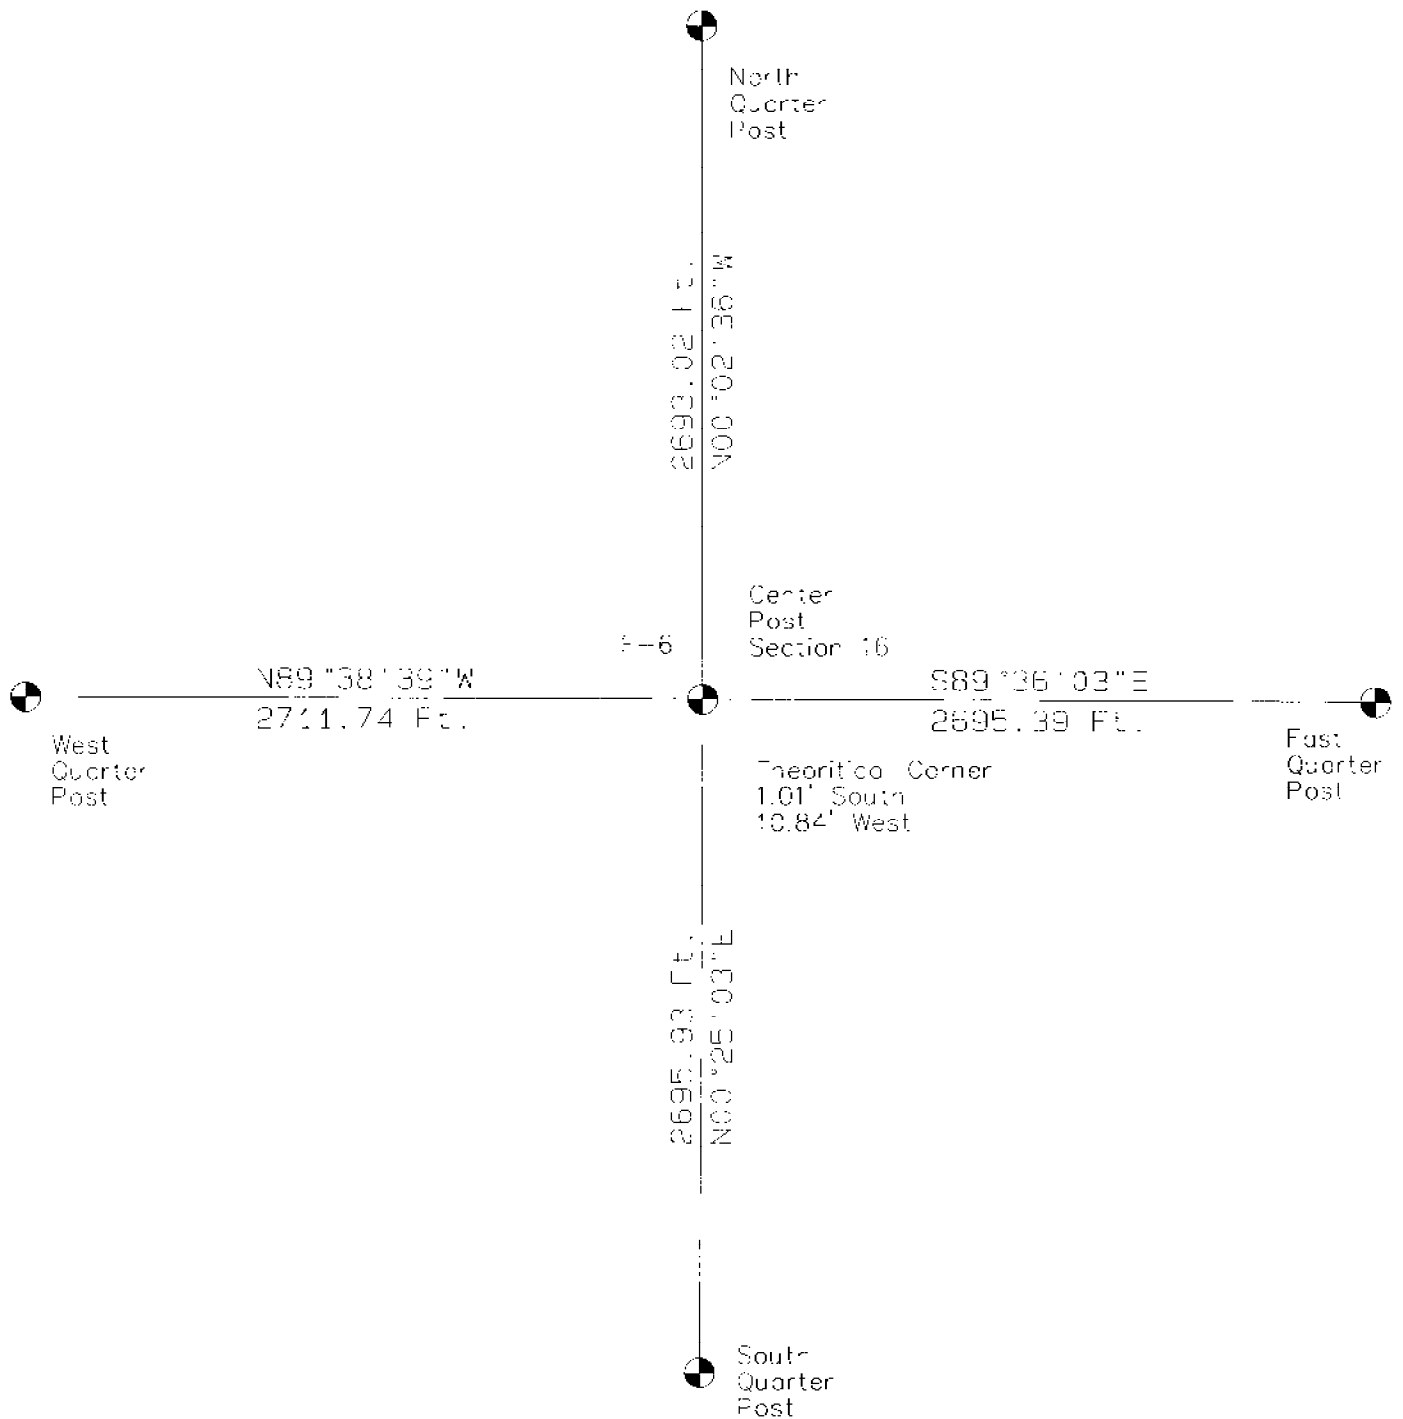 North
Quarter
Post
2693.02 Ft.
N00°02'36"W
Center
Post
Section 16
N89°38'39"W
2711.74 Ft.
S89°36'03"E
2695.39 Ft.
West
Quarter
Post
East
Quarter
Post
Theoritical Corner
1.01' South
10.84' West
2695.93 Ft.
N00°25'03"E
South
Quarter
Post